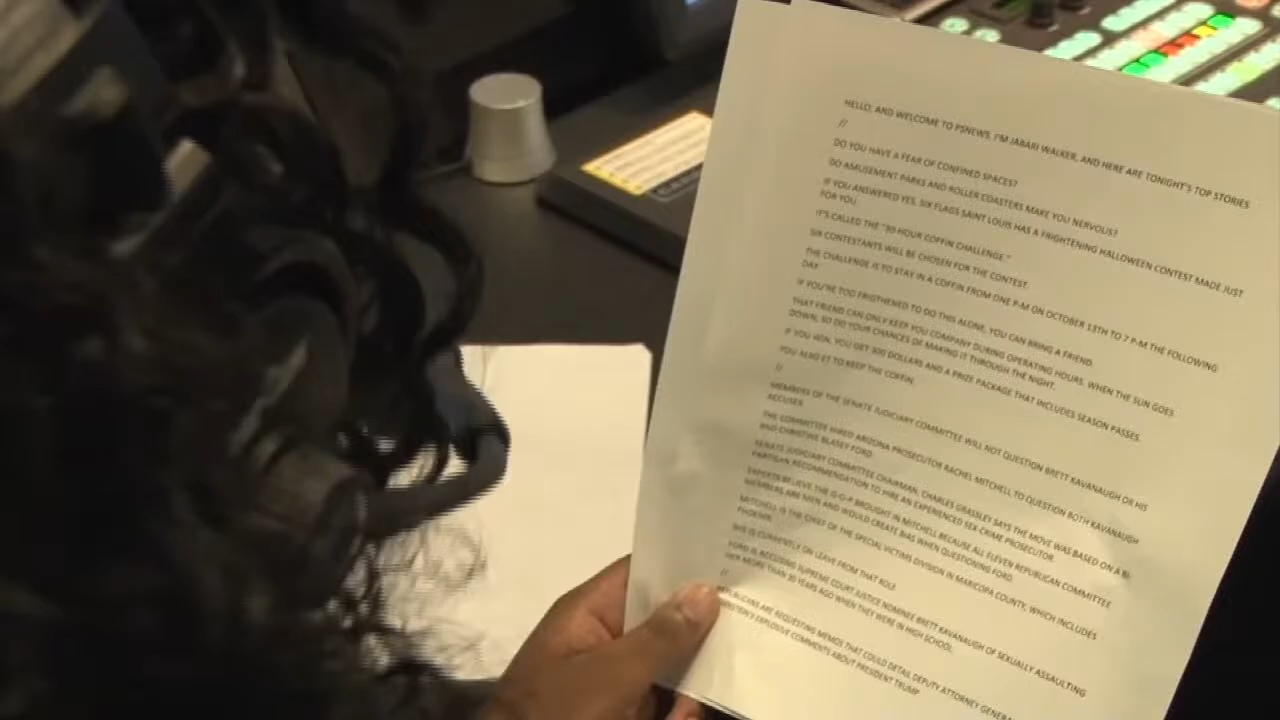 HELLO, AND WELCOME TO PSNEWS. I'M JABARI WALKER, AND HERE ARE TONIGHT'S TOP STORIES
//
DO YOU HAVE A FEAR OF CONFINED SPACES?
DO AMUSEMENT PARKS AND ROLLER COASTERS MAKE YOU NERVOUS?
IF YOU ANSWERED YES, SIX FLAGS SAINT LOUIS HAS A FRIGHTENING HALLOWEEN CONTEST MADE JUST
FOR YOU.
IT'S CALLED THE "30 HOUR COFFIN CHALLENGE."
SIX CONTESTANTS WILL BE CHOSEN FOR THE CONTEST.
THE CHALLENGE IS TO STAY IN A COFFIN FROM ONE P-M ON OCTOBER 13TH TO 7 P-M THE FOLLOWING
DAY.
IF YOU'RE TOO FRIGTHENED TO DO THIS ALONE, YOU CAN BRING A FRIEND.
THAT FRIEND CAN ONLY KEEP YOU COMPANY DURING OPERATING HOURS. WHEN THE SUN GOES
DOWN, SO DO YOUR CHANCES OF MAKING IT THROUGH THE NIGHT.
IF YOU WIN, YOU GET 300 DOLLARS AND A PRIZE PACKAGE THAT INCLUDES SEASON PASSES.
YOU ALSO ET TO KEEP THE COFFIN.
//
MEMBERS OF THE SENATE JUDICIARY COMMITTEE WILL NOT QUESTION BRETT KAVANAUGH OR HIS
ACCUSER.
THE COMMITTEE HIRED ARIZONA PROSECUTOR RACHEL MITCHELL TO QUESTION BOTH KAVANAUGH
AND CHRISTINE BLASEY FORD.
SENATE JUDICIARY COMMITTEE CHAIRMAN, CHARLES GRASSLEY SAYS THE MOVE WAS BASED ON A BI-
PARTISAN RECOMMENDATION TO HIRE AN EXPERIENCED SEX-CRIME PROSECUTOR.
EXPERTS BELIEVE THE G-O-P BROUGHT IN MITCHELL BECAUSE ALL ELEVEN REPUBLICAN COMMITTEE
MEMBERS ARE MEN AND WOULD CREATE BIAS WHEN QUESTIONING FORD.
MITCHELL IS THE CHIEF OF THE SPECIAL VICTIMS DIVISION IN MARICOPA COUNTY, WHICH INCLUDES
PHOENIX.
SHE IS CURRENTLY ON LEAVE FROM THAT ROLE.
FORD IS ACCUSING SUPREME COURT JUSTICE NOMINEE BRETT KAVANAUGH OF SEXUALLY ASSAULTING
HER MORE THAN 30 YEARS AGO WHEN THEY WERE IN HIGH SCHOOL.
//
REPUBLICANS ARE REQUESTING MEMOS THAT COULD DETAIL DEPUTY ATTORNEY GENERA
EXPLOSIVE COMMENTS ABOUT PRESIDENT TRUMP